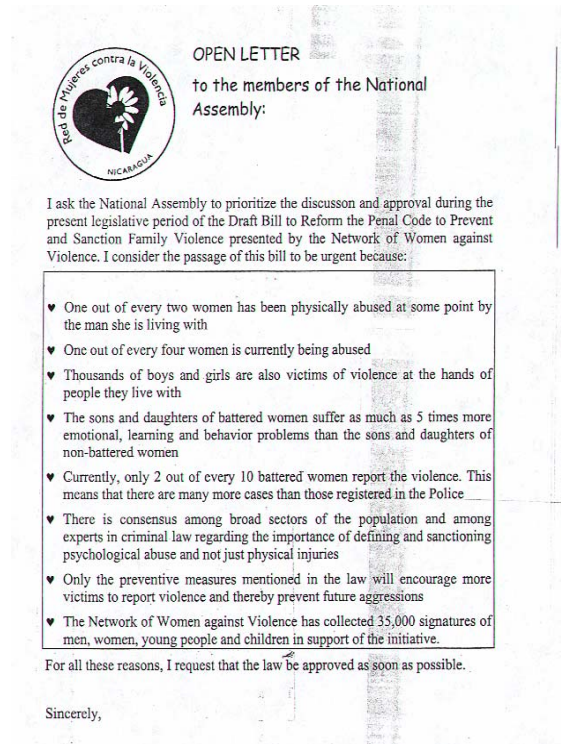 Red de Mujeres contra la Violencia
NICARAGUA
OPEN LETTER
to the members of the National
Assembly:
I ask the National Assembly to prioritize the discusson and approval during the
present legislative period of the Draft Bill to Reform the Penal Code to Prevent
and Sanction Family Violence presented by the Network of Women against
Violence. I consider the passage of this bill to be urgent because:
♥ One out of every two women has been physically abused at some point by
the man she is living with
♥ One out of every four women is currently being abused
♥ Thousands of boys and girls are also victims of violence at the hands of
people they live with
♥ The sons and daughters of battered women suffer as much as 5 times more
emotional, learning and behavior problems than the sons and daughters of
non-battered women
♥ Currently, only 2 out of every 10 battered women report the violence. This
means that there are many more cases than those registered in the Police
♥ There is consensus among broad sectors of the population and among
experts in criminal law regarding the importance of defining and sanctioning
psychological abuse and not just physical injuries
♥ Only the preventive measures mentioned in the law will encourage more
victims to report violence and thereby prevent future aggressions
♥ The Network of Women against Violence has collected 35,000 signatures of
men, women, young people and children in support of the initiative.
For all these reasons, I request that the law be approved as soon as possible.
Sincerely,